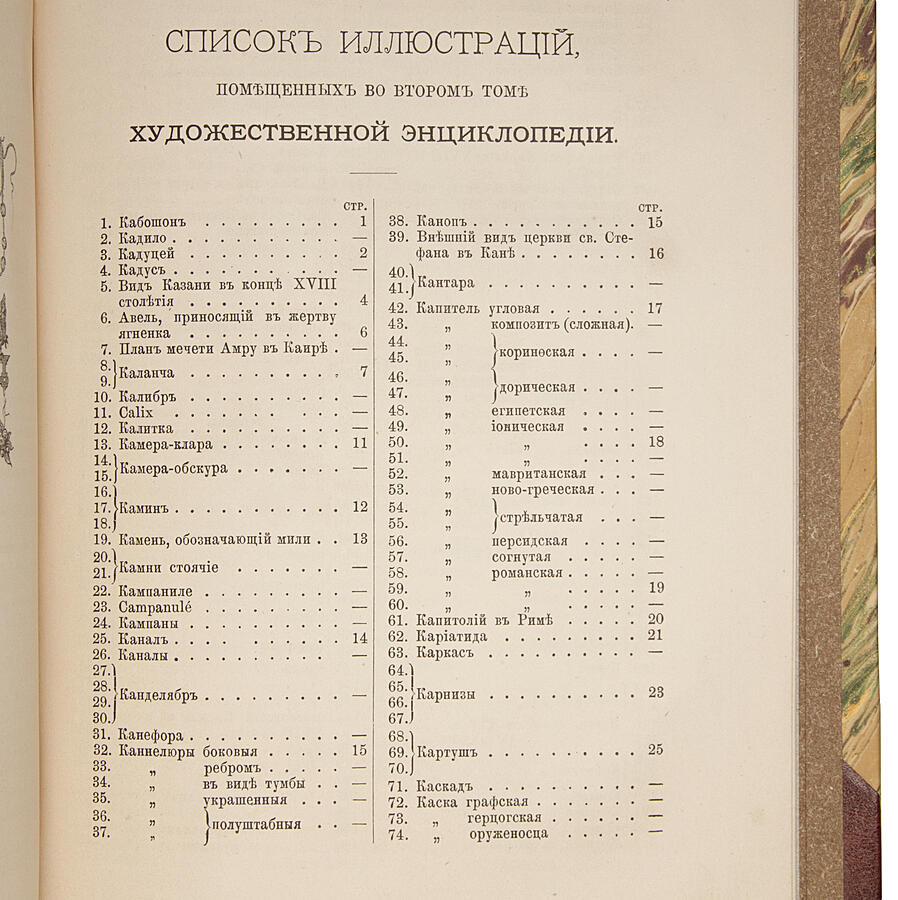 СПИСОКЪ ИЛЛЮСТРАЦІЙ,
ПОМѢЩЕННЫХЪ ВО ВТОРОМЪ ТОМѢ
ХУДОЖЕСТВЕННОЙ ЭНЦИКЛОПЕДІИ.
СТР.
1. Кабошонъ . . . . . . . . . 1
2. Кадило . . . . . . . . . . —
3. Кадуцей . . . . . . . . . 2
4. Кадусъ . . . . . . . . . . —
5. Видъ Казани въ концѣ XVIII
столѣтія . . . . . . . . . 4
6. Авель, приносящій въ жертву
ягненка . . . . . . . . . 6
7. Планъ мечети Амру въ Каирѣ . —
8.
9. } Каланча . . . . . . . . . 7
10. Калибръ . . . . . . . . . —
11. Calix . . . . . . . . . —
12. Калитка . . . . . . . . . —
13. Камера-клара . . . . . . . 11
14.
15. } Камера-обскура . . . . . . —
16.
17. } Каминъ . . . . . . . . . 12
18.
19. Камень, обозначающій мили . . 13
20.
21. } Камни стоячіе . . . . . . —
22. Кампаниле . . . . . . . . —
23. Campanulé . . . . . . . . —
24. Кампаны . . . . . . . . . —
25. Каналъ . . . . . . . . . 14
26. Каналы . . . . . . . . . —
27.
28.
29. } Канделябръ . . . . . . . . —
30.
31. Канефора . . . . . . . . . —
32. Каннелюры боковыя . . . . . 15
33. „ ребромъ . . . . . —
34. „ въ видѣ тумбы . . —
35. „ украшенныя . . . —
36. „
37. „ } полуштабныя . . —
СТР.
38. Канопъ . . . . . . . . . . 15
39. Внѣшній видъ церкви св. Сте-
фана въ Канѣ . . . . . . . 16
40.
41. } Кантара . . . . . . . . . —
42. Капитель угловая . . . . . . 17
43. „ композит (сложная). —
44. „
45. „ } коринѳская . . . . —
46. „
47. „ } дорическая . . . . —
48. „ египетская . . . . —
49. „ іоническая . . . . —
50. „ „ . . . . . 18
51. „ „ . . . . . —
52. „ мавританская . . . —
53. „ ново-греческая . . . —
54. „
55. „ } стрѣльчатая . . . —
56. „ персидская . . . . —
57. „ согнутая . . . . . —
58. „ романская . . . . . —
59. „ „ . . . . . 19
60. „ „ . . . . . —
61. Капитолій въ Римѣ . . . . . 20
62. Каріатида . . . . . . . . . 21
63. Каркасъ . . . . . . . . . . —
64.
65.
66. } Карнизы . . . . . . . . . 23
67.
68.
69. } Картушъ . . . . . . . . . 25
70.
71. Каскадъ . . . . . . . . . . —
72. Каска графская . . . . . . . —
73. „ герцогская . . . . . . —
74. „ оруженосца . . . . . —